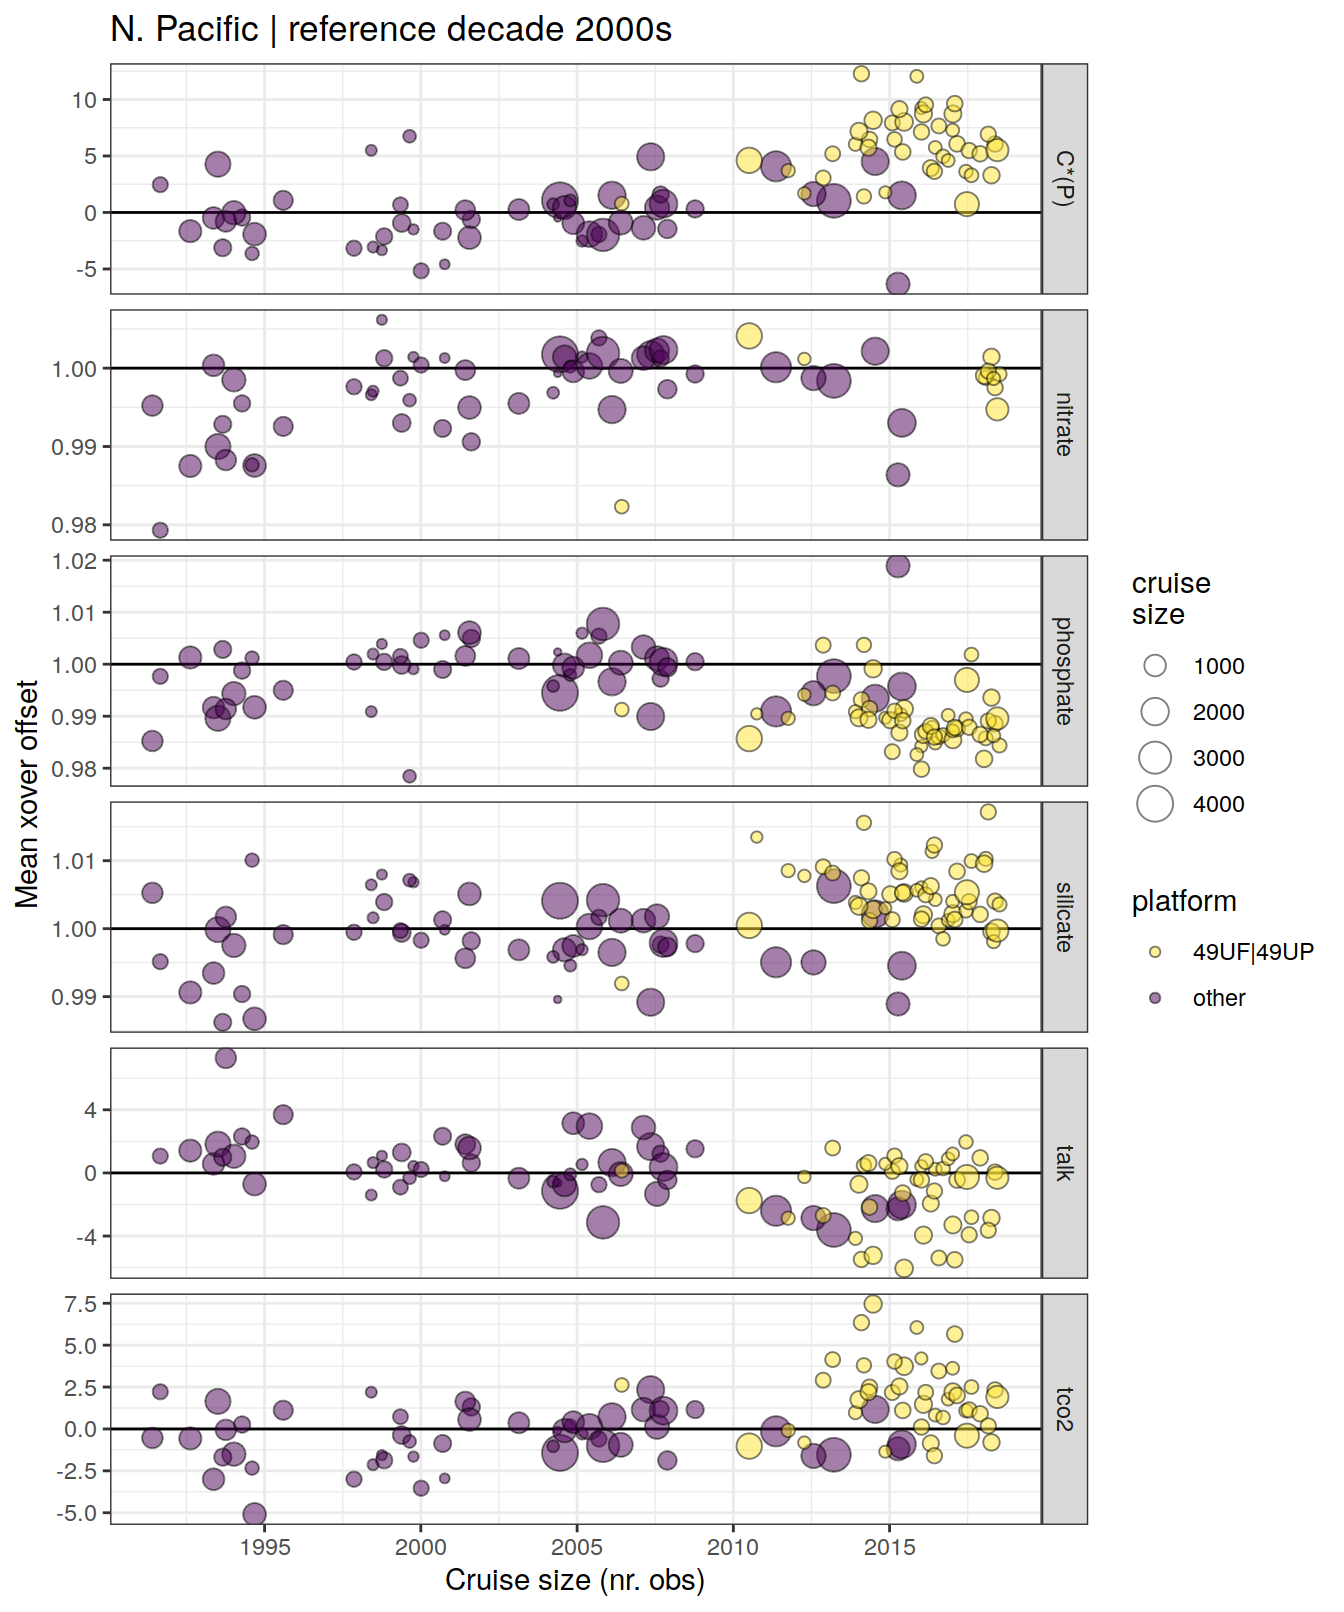 N. Pacific | reference decade 2000s
Mean xover offset
10
5
0
-5
C*(P)
1.00
0.99
0.98
nitrate
1.02
1.01
1.00
0.99
0.98
phosphate
1.01
1.00
0.99
silicate
4
0
-4
talk
7.5
5.0
2.5
0.0
-2.5
-5.0
tco2
1995
2000
2005
2010
2015
Cruise size (nr. obs)
cruise
size
1000
2000
3000
4000
platform
49UF|49UP
other